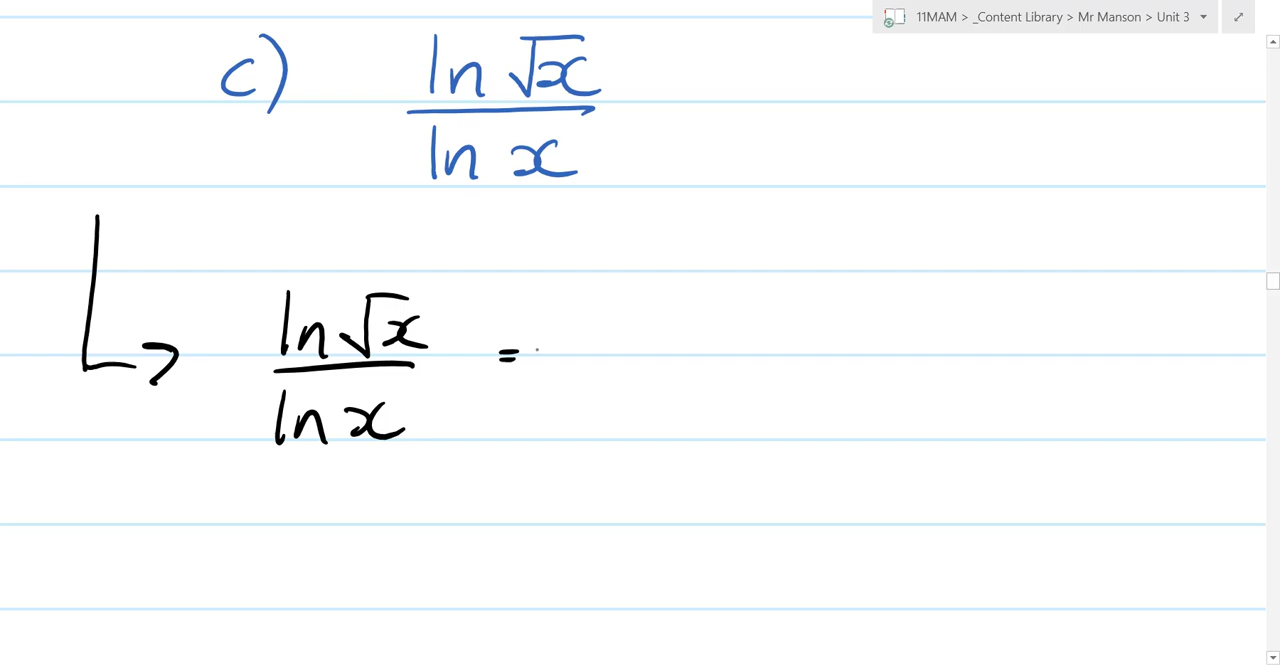 11MAM > _Content Library > Mr Manson > Unit 3
c) ln √x
ln x
ln √x =
ln x